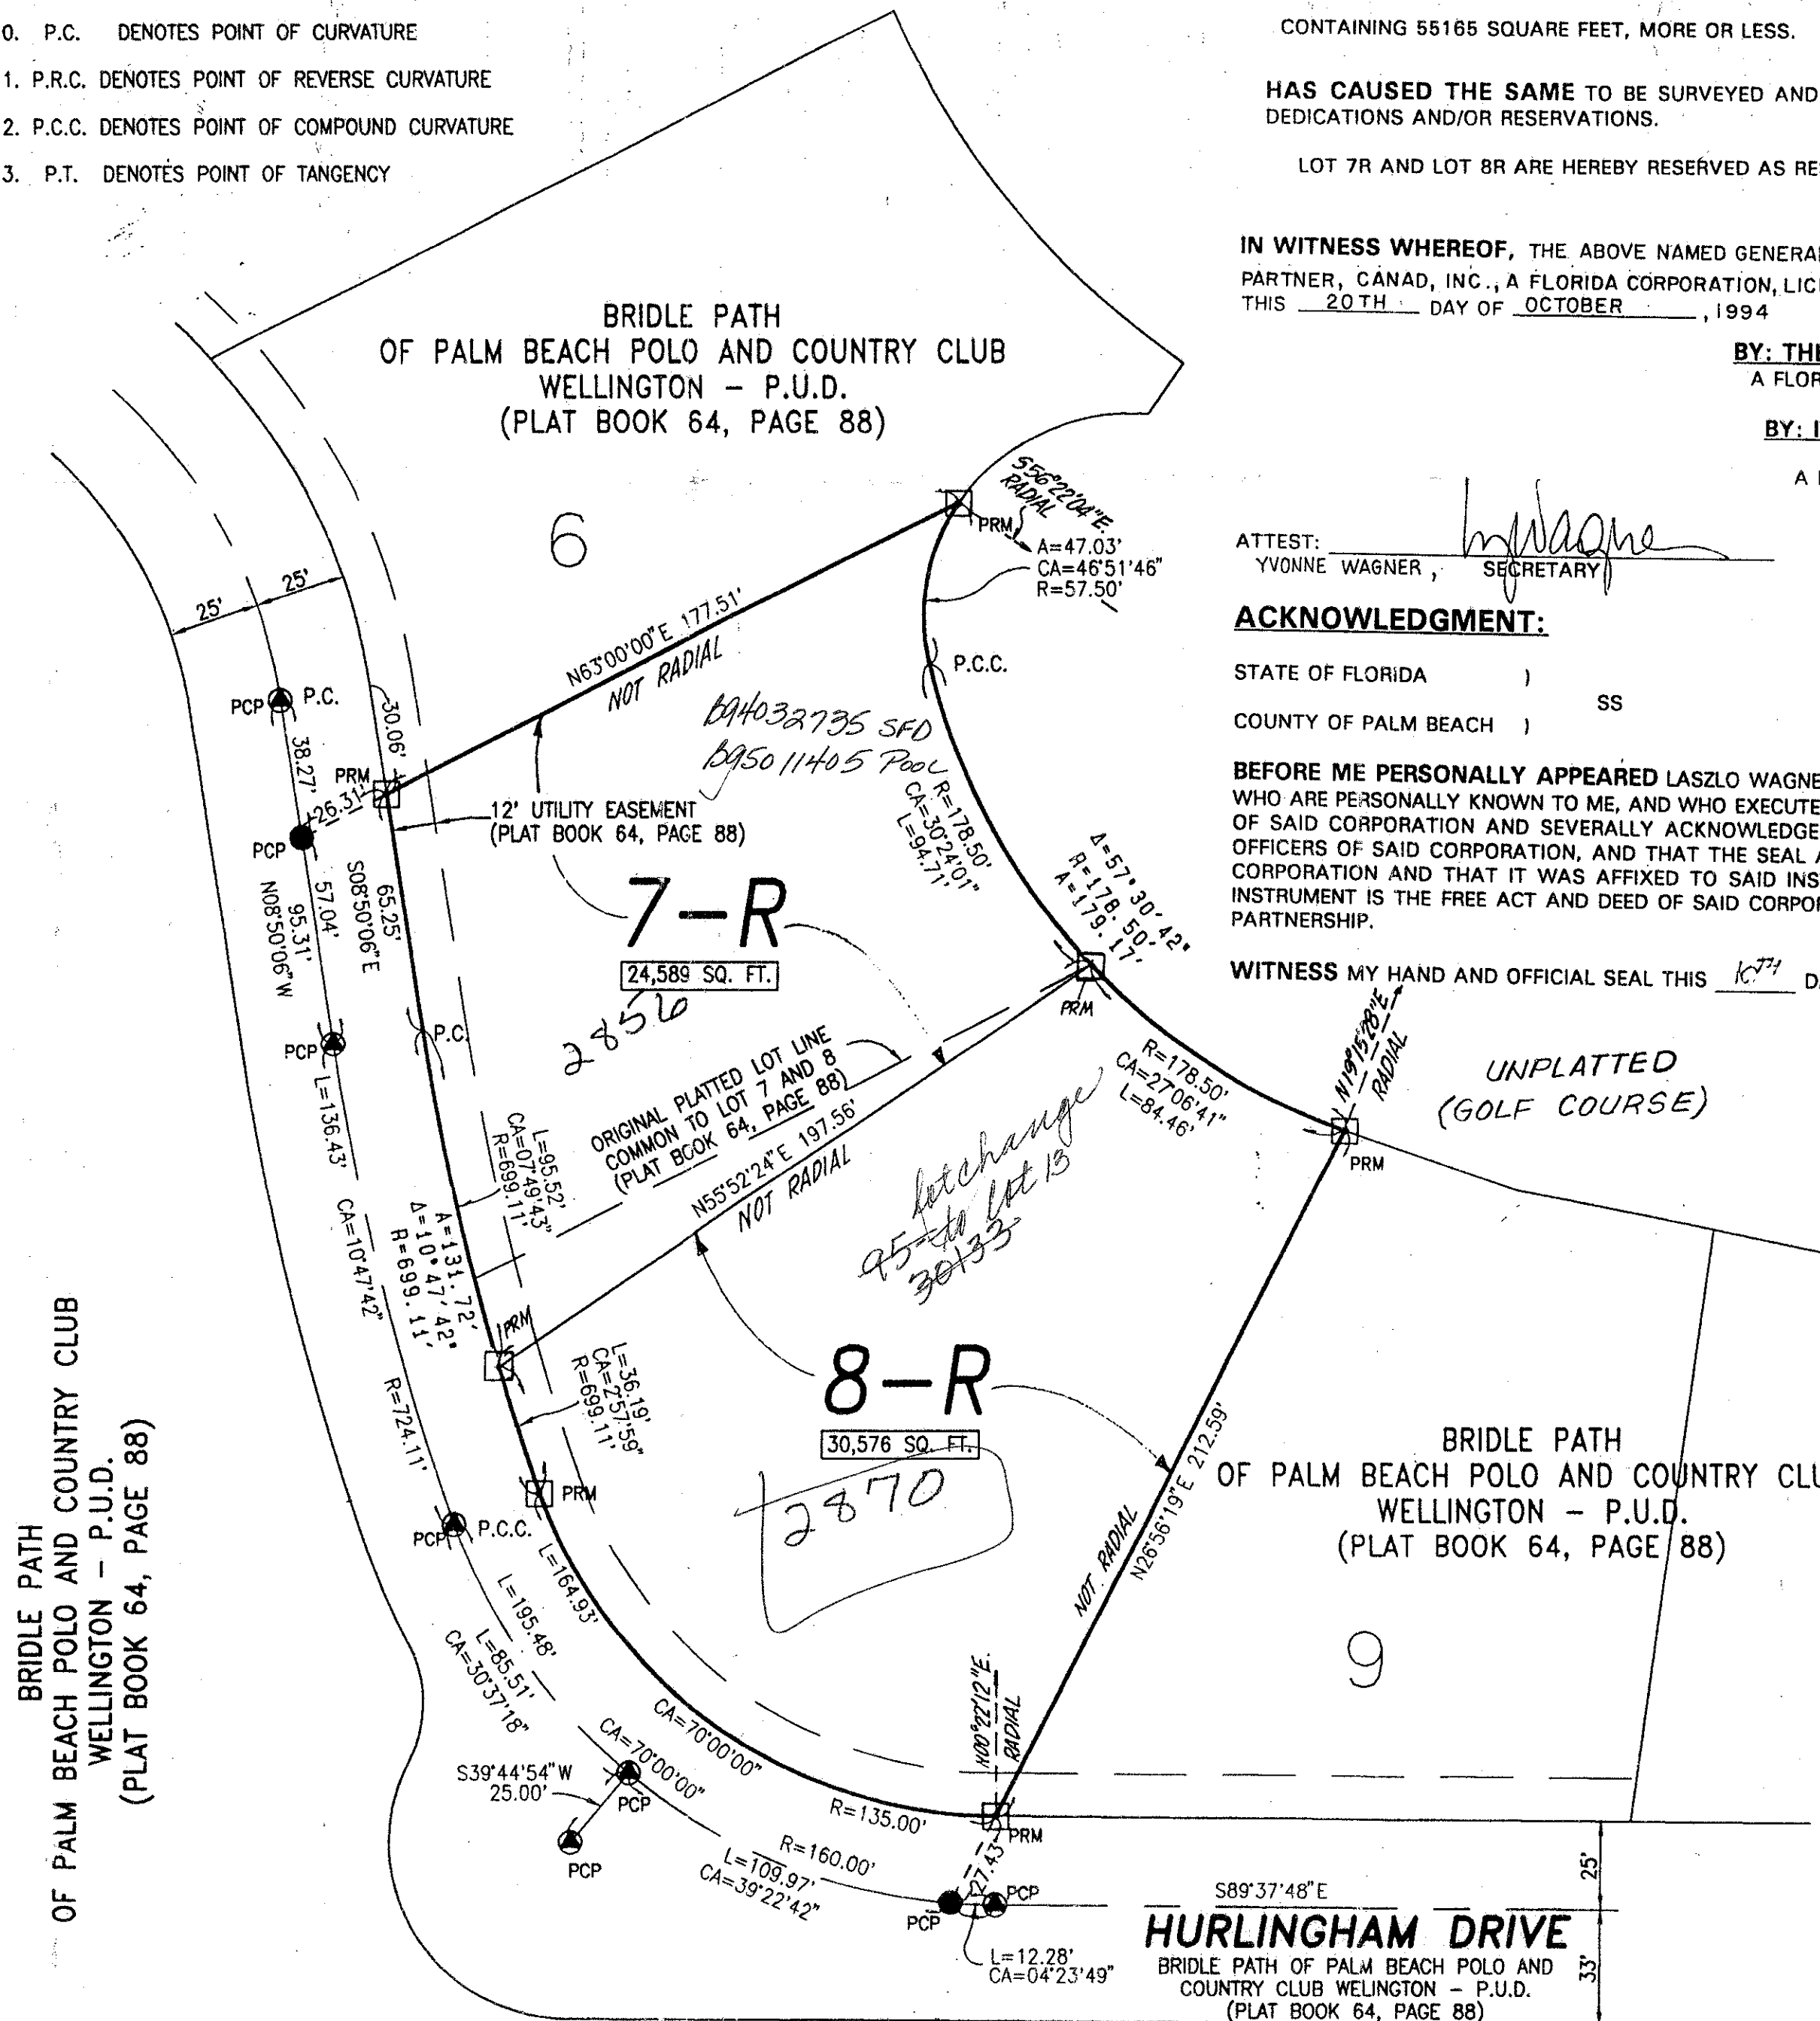 0. P.C. DENOTES POINT OF CURVATURE
1. P.R.C. DENOTES POINT OF REVERSE CURVATURE
2. P.C.C. DENOTES POINT OF COMPOUND CURVATURE
3. P.T. DENOTES POINT OF TANGENCY
CONTAINING 55165 SQUARE FEET, MORE OR LESS.
HAS CAUSED THE SAME TO BE SURVEYED AND
DEDICATIONS AND/OR RESERVATIONS.
LOT 7R AND LOT 8R ARE HEREBY RESERVED AS RE
IN WITNESS WHEREOF, THE ABOVE NAMED GENERA
PARTNER, CANAD, INC., A FLORIDA CORPORATION, LIC
THIS 20TH DAY OF OCTOBER, 1994
BY: THE
A FLOR
BY: I
A
ATTEST:
YVONNE WAGNER, SECRETARY
ACKNOWLEDGMENT:
STATE OF FLORIDA )
SS
COUNTY OF PALM BEACH )
BEFORE ME PERSONALLY APPEARED LASZLO WAGNE
WHO ARE PERSONALLY KNOWN TO ME, AND WHO EXECUTE
OF SAID CORPORATION AND SEVERALLY ACKNOWLEDGE
OFFICERS OF SAID CORPORATION, AND THAT THE SEAL A
CORPORATION AND THAT IT WAS AFFIXED TO SAID INS
INSTRUMENT IS THE FREE ACT AND DEED OF SAID CORPOR
PARTNERSHIP.
WITNESS MY HAND AND OFFICIAL SEAL THIS D
BRIDLE PATH
OF PALM BEACH POLO AND COUNTRY CLUB
WELLINGTON - P.U.D.
(PLAT BOOK 64, PAGE 88)
6
S56°22'04"E.
RADIAL
PRM
A=47.03'
CA=46°51'46"
R=57.50'
P.C.C.
25'
25'
N63°00'00"E 177.51'
NOT RADIAL
B94032735 SFD
B95011405 POOL
PCP
P.C.
38.27'
30.06'
PRM
26.31'
PCP
12' UTILITY EASEMENT
(PLAT BOOK 64, PAGE 88)
R=178.50'
CA=30°24'01"
L=94.71'
Δ=57°30'42"
R=178.50'
A=179.17'
57.04'
95.31'
N08°50'06"W
65.25'
S08°50'06"E
7-R
24,589 SQ. FT.
2856
PCP
P.C.
PRM
ORIGINAL PLATTED LOT LINE
COMMON TO LOT 7 AND 8
(PLAT BOOK 64, PAGE 88)
N55°52'24"E 197.56'
NOT RADIAL
R=178.50'
CA=27°06'41"
L=84.46'
N19°15'28"E
RADIAL
UNPLATTED
(GOLF COURSE)
PRM
L=136.43'
CA=10°47'42"
R=724.11'
L=95.52'
CA=07°49'43"
R=699.11'
A=131.72'
Δ=10°47'42"
R=699.11'
lot change
95- to lot 13
30133
PRM
L=36.19'
CA=2°57'59"
R=699.11'
8-R
30,576 SQ. FT.
2870
PRM
PCP
P.C.C.
BRIDLE PATH
OF PALM BEACH POLO AND COUNTRY CLU
WELLINGTON - P.U.D.
(PLAT BOOK 64, PAGE 88)
NOT RADIAL
N26°56'19"E 212.59'
9
BRIDLE PATH
OF PALM BEACH POLO AND COUNTRY CLUB
WELLINGTON - P.U.D.
(PLAT BOOK 64, PAGE 88)
L=164.93'
L=195.48'
L=85.51'
CA=30°37'18"
CA=70°00'00"
CA=70°00'00"
N00°22'12"E.
RADIAL
S39°44'54"W
25.00'
PCP
PCP
R=135.00'
R=160.00'
L=109.97'
CA=39°22'42"
PRM
27.43'
PCP
PCP
L=12.28'
CA=04°23'49"
S89°37'48"E
25'
33'
HURLINGHAM DRIVE
BRIDLE PATH OF PALM BEACH POLO AND
COUNTRY CLUB WELINGTON - P.U.D.
(PLAT BOOK 64, PAGE 88)